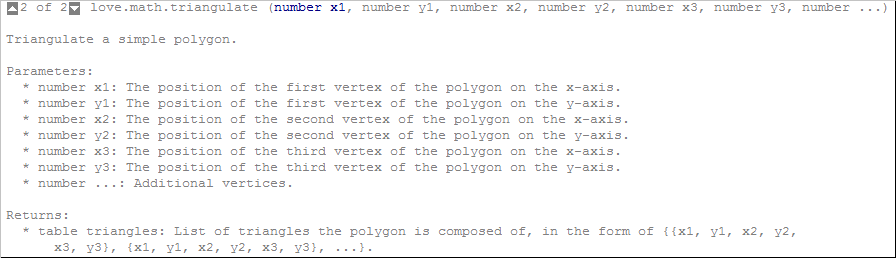 2 of 2 love.math.triangulate (number x1, number y1, number x2, number y2, number x3, number y3, number ...)
Triangulate a simple polygon.
Parameters:
* number x1: The position of the first vertex of the polygon on the x-axis.
* number y1: The position of the first vertex of the polygon on the y-axis.
* number x2: The position of the second vertex of the polygon on the x-axis.
* number y2: The position of the second vertex of the polygon on the y-axis.
* number x3: The position of the third vertex of the polygon on the x-axis.
* number y3: The position of the third vertex of the polygon on the y-axis.
* number ...: Additional vertices.
Returns:
* table triangles: List of triangles the polygon is composed of, in the form of {{x1, y1, x2, y2,
x3, y3}, {x1, y1, x2, y2, x3, y3}, ...}.